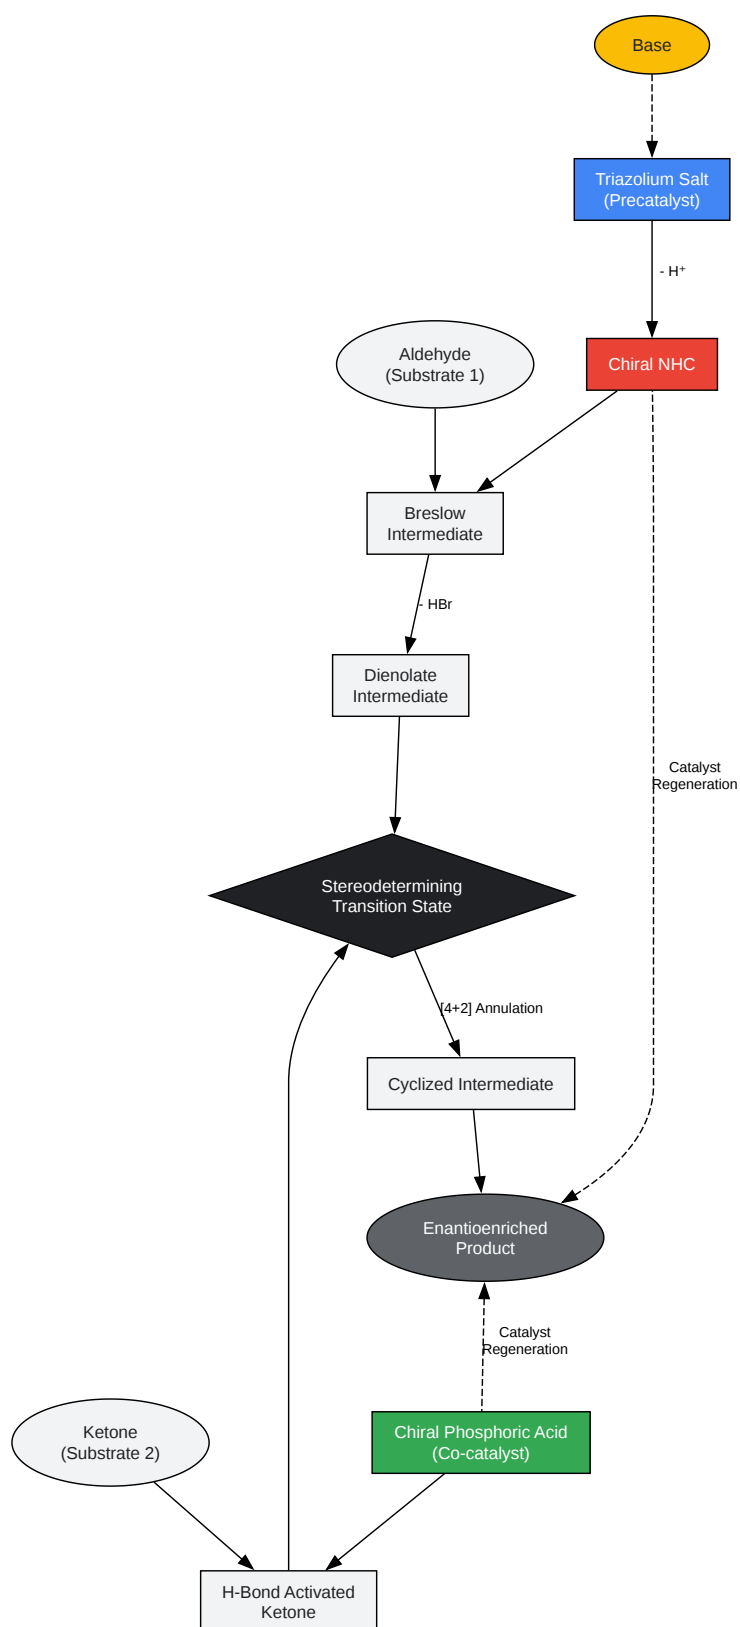 Base
Triazolium Salt
(Precatalyst)
- H⁺
Aldehyde
(Substrate 1)
Chiral NHC
Breslow
Intermediate
- HBr
Dienolate
Intermediate
Catalyst
Regeneration
Stereodetermining
Transition State
[4+2] Annulation
Cyclized Intermediate
Enantioenriched
Product
Catalyst
Regeneration
Ketone
(Substrate 2)
Chiral Phosphoric Acid
(Co-catalyst)
H-Bond Activated
Ketone